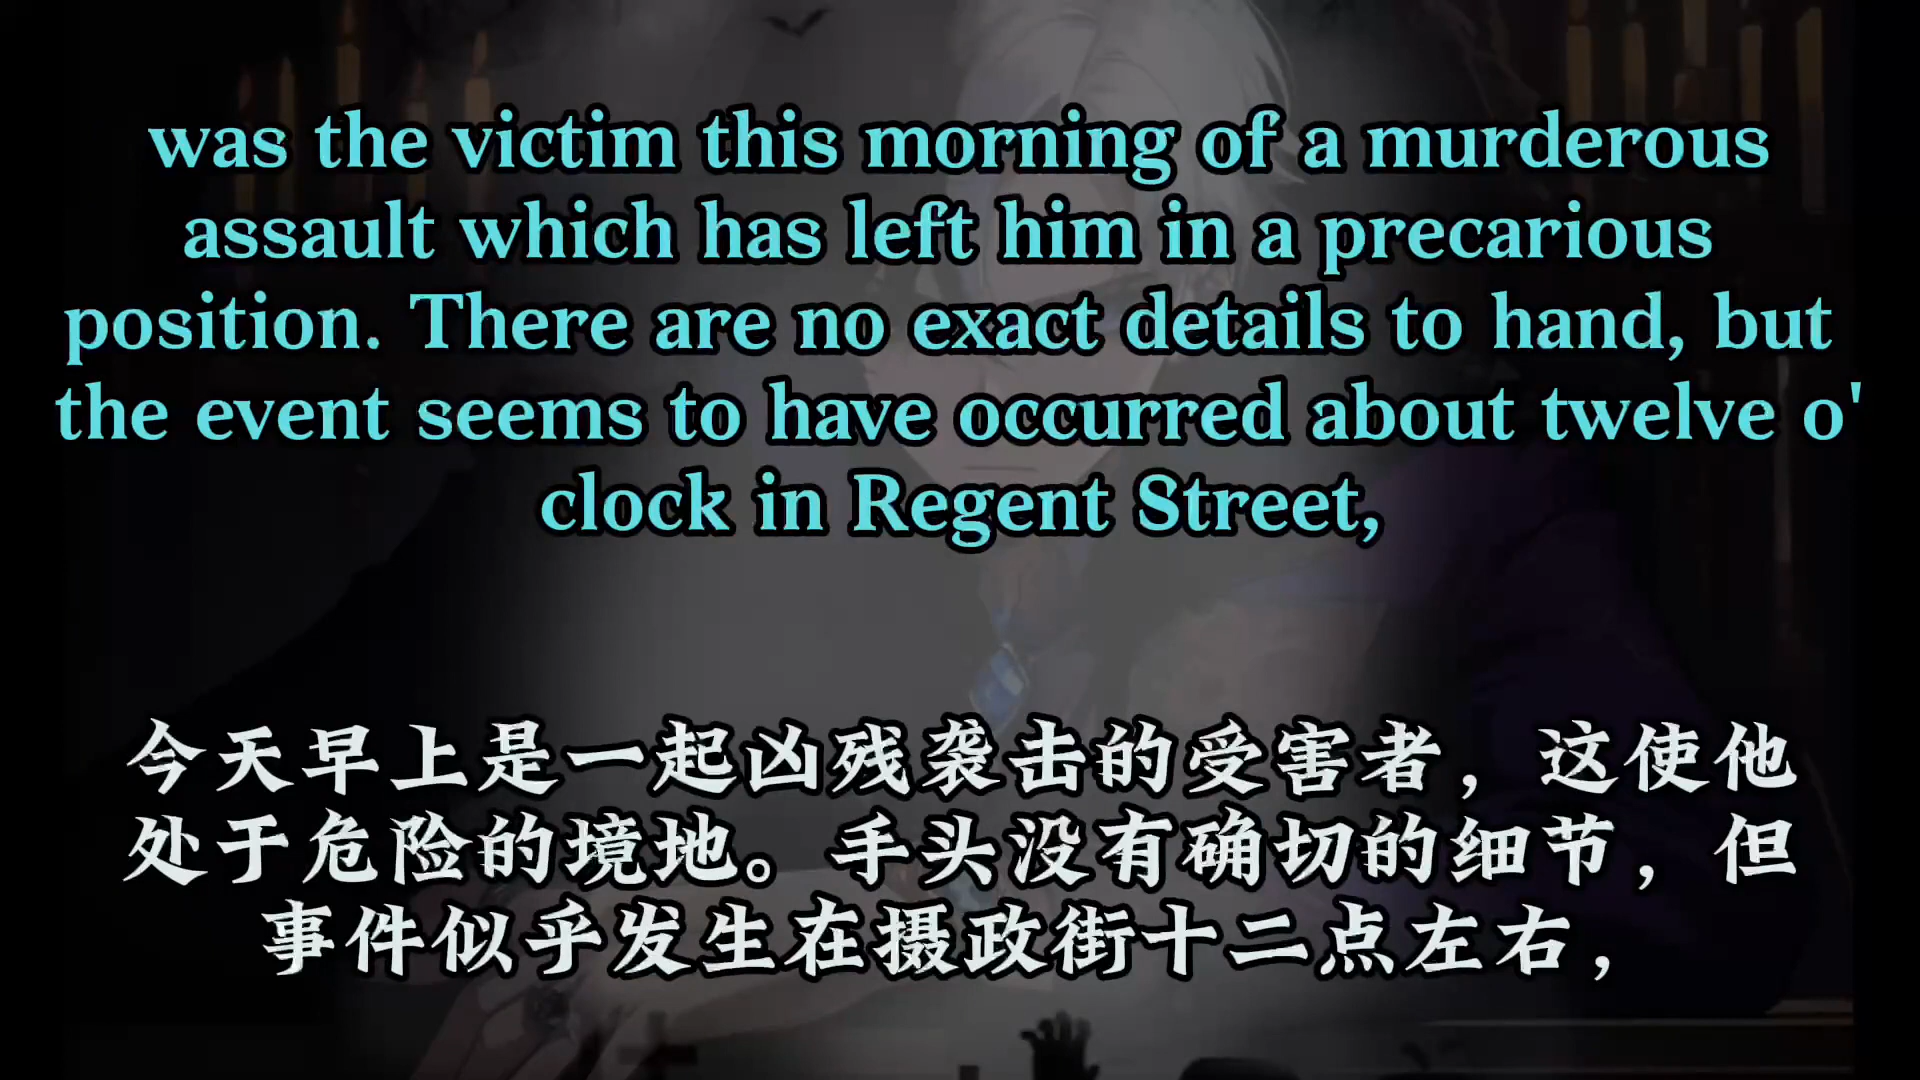 was the victim this morning of a murderous
assault which has left him in a precarious
position. There are no exact details to hand, but
the event seems to have occurred about twelve o'
clock in Regent Street,
今天早上是一起凶残袭击的受害者，这使他
处于危险的境地。手头没有确切的细节，但
事件似乎发生在摄政街十二点左右，